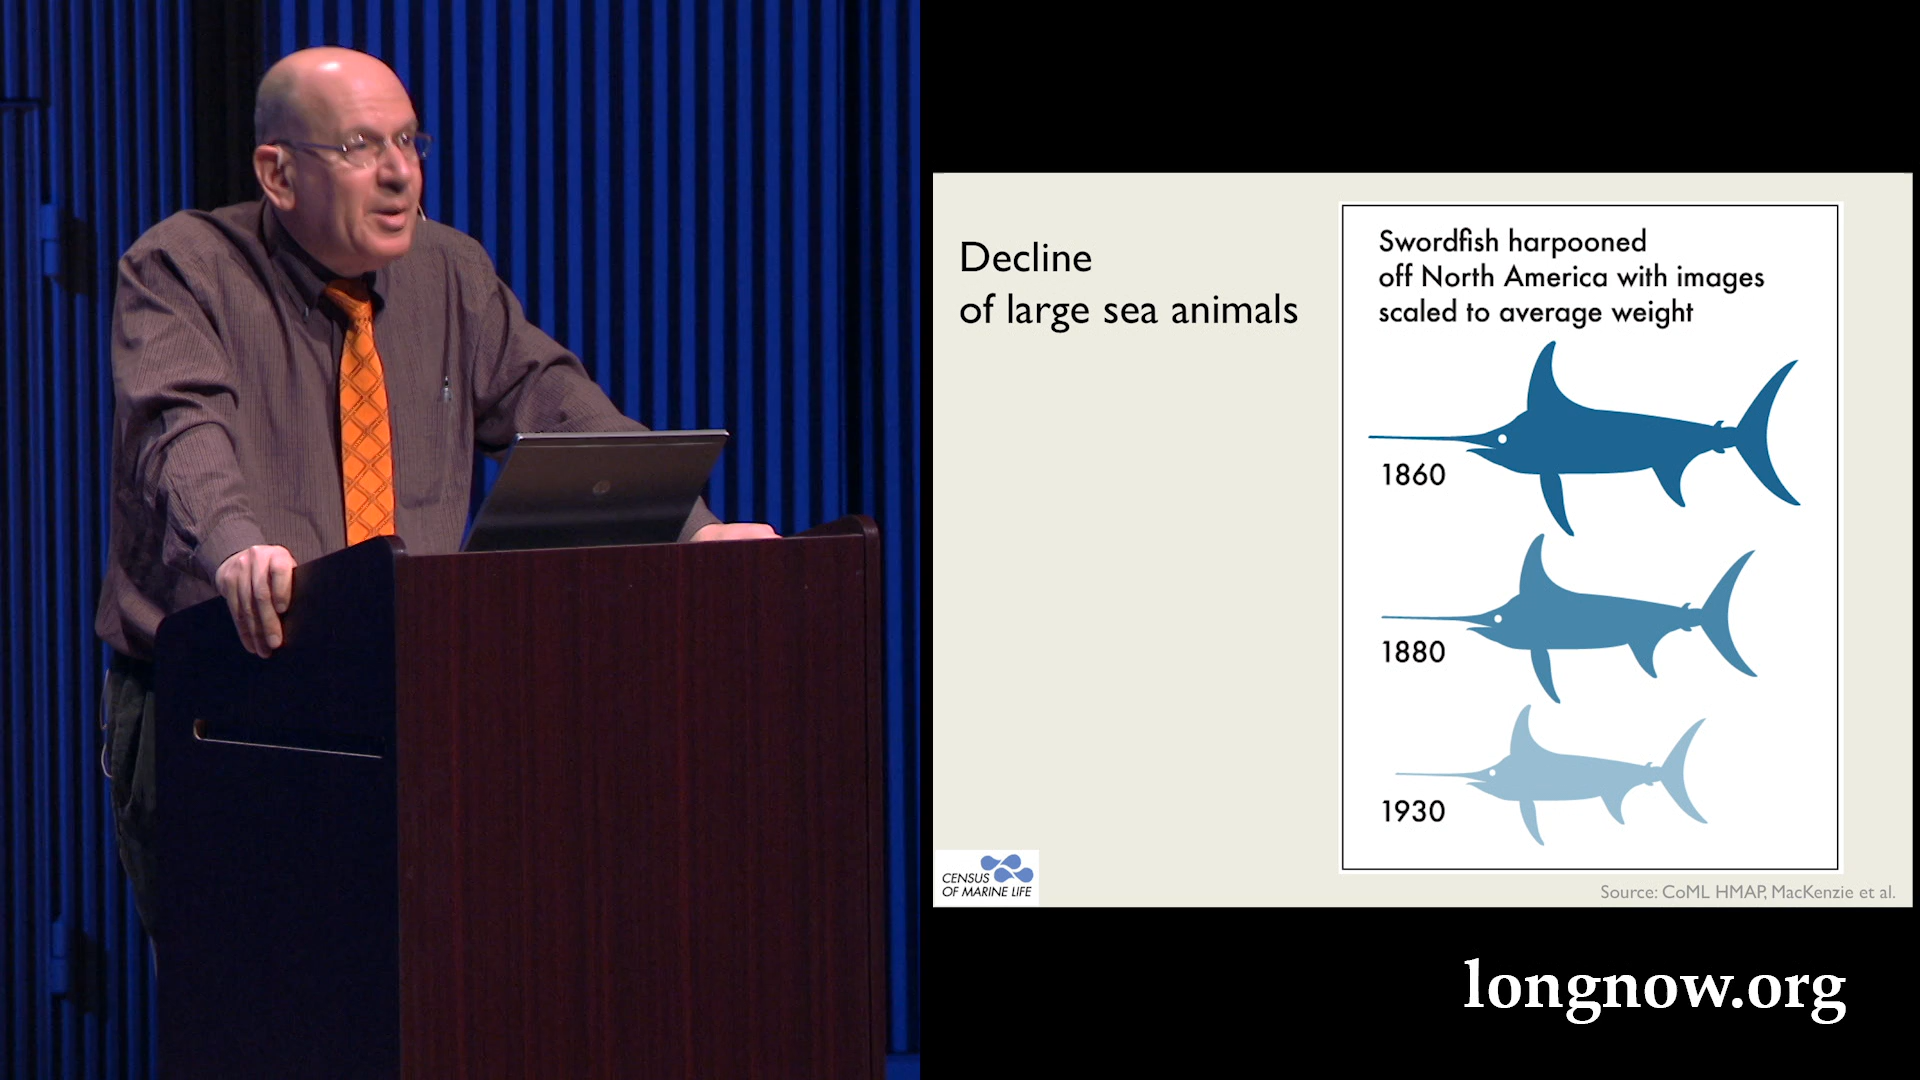 Decline
of large sea animals
Swordfish harpooned
off North America with images
scaled to average weight
1860
1880
1930
CENSUS
OF MARINE LIFE
Source: CoML HMAP, MacKenzie et al.
longnow.org